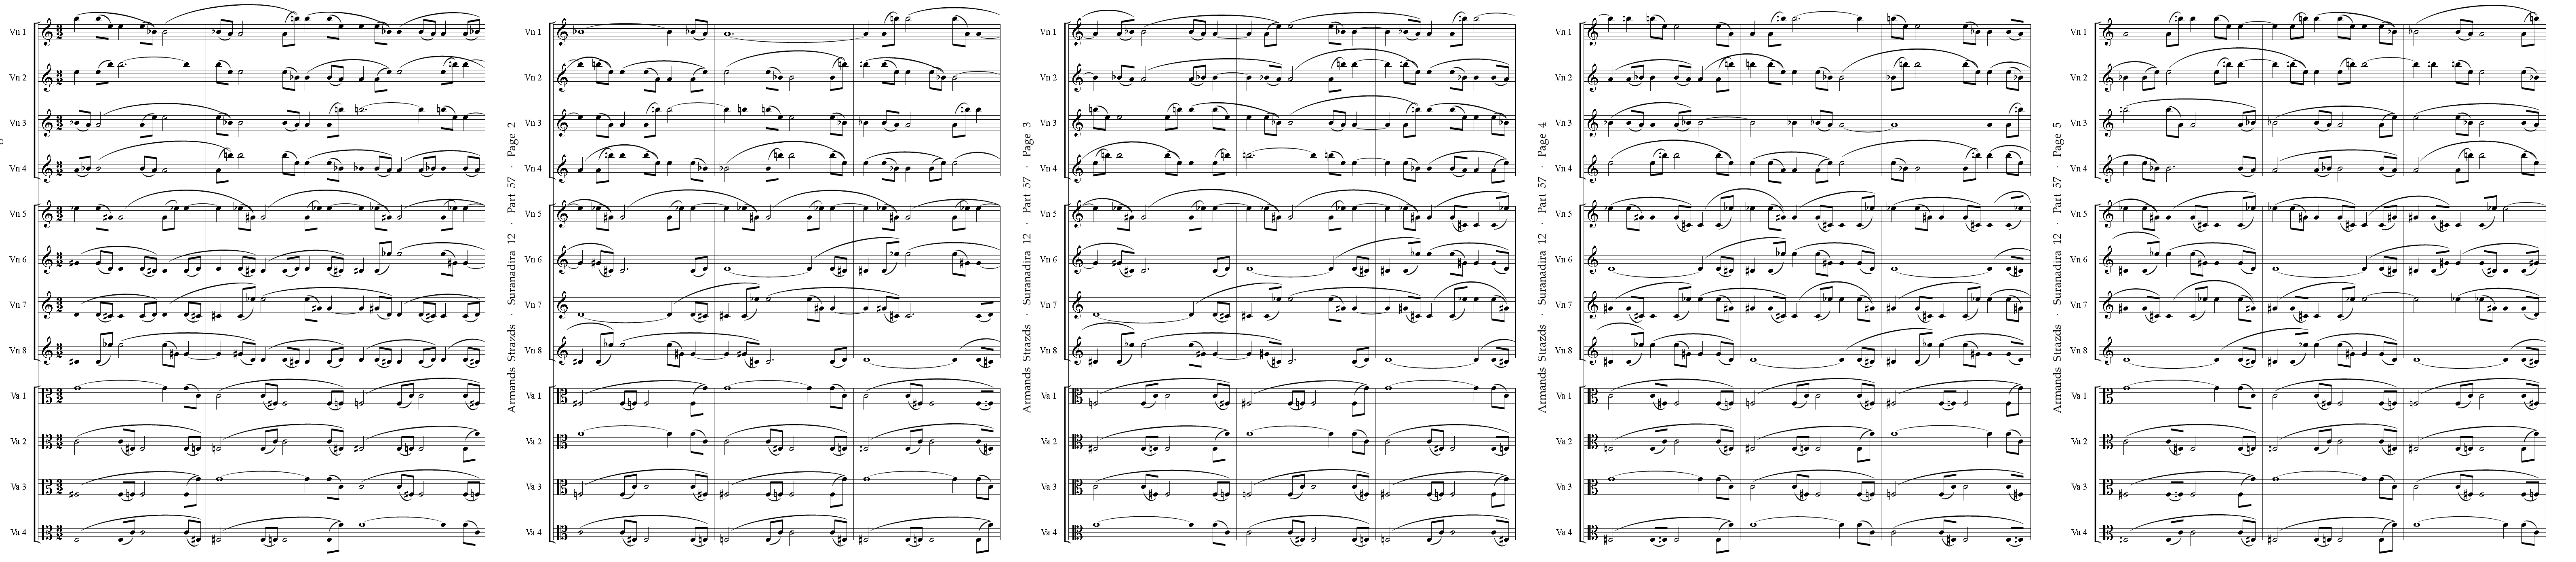 Vn 1
Vn 2
Vn 3
Vn 4
Vn 5
Vn 6
Vn 7
Vn 8
Va 1
Va 2
Va 3
Va 4
Armands Strazds · Suranadira 12 · Part 57 · Page 2
Vn 1
Vn 2
Vn 3
Vn 4
Vn 5
Vn 6
Vn 7
Vn 8
Va 1
Va 2
Va 3
Va 4
Armands Strazds · Suranadira 12 · Part 57 · Page 3
Vn 1
Vn 2
Vn 3
Vn 4
Vn 5
Vn 6
Vn 7
Vn 8
Va 1
Va 2
Va 3
Va 4
Armands Strazds · Suranadira 12 · Part 57 · Page 4
Vn 1
Vn 2
Vn 3
Vn 4
Vn 5
Vn 6
Vn 7
Vn 8
Va 1
Va 2
Va 3
Va 4
Armands Strazds · Suranadira 12 · Part 57 · Page 5
Vn 1
Vn 2
Vn 3
Vn 4
Vn 5
Vn 6
Vn 7
Vn 8
Va 1
Va 2
Va 3
Va 4